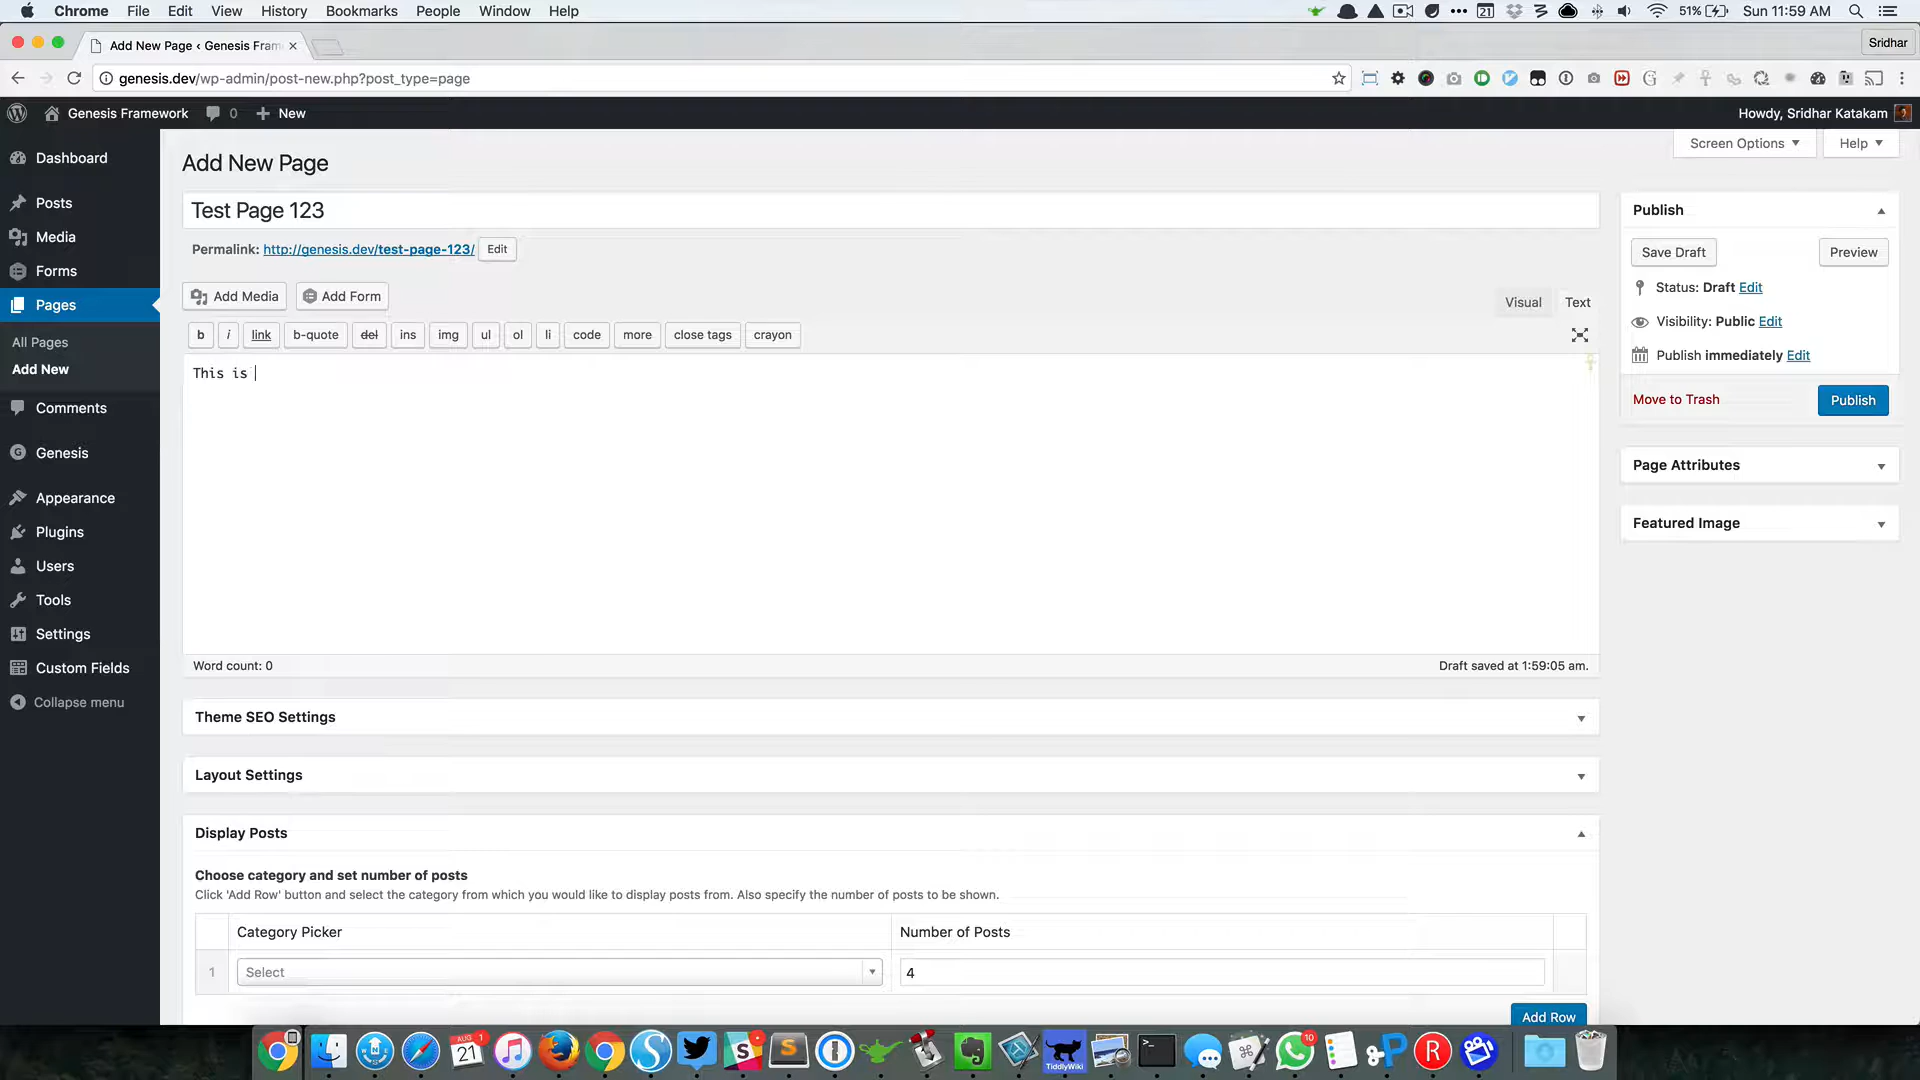 Chrome File Edit View History Bookmarks People Window Help 51% Sun 11:59 AM
Add New Page ‹ Genesis Fram Sridhar
genesis.dev/wp-admin/post-new.php?post_type=page
Genesis Framework 0 New Howdy, Sridhar Katakam
Dashboard
Posts
Media
Forms
Pages
All Pages
Add New
Comments
Genesis
Appearance
Plugins
Users
Tools
Settings
Custom Fields
Collapse menu
Screen Options Help
Add New Page
Test Page 123
Permalink: http://genesis.dev/test-page-123/ Edit
Add Media Add Form Visual Text
b i link b-quote del ins img ul ol li code more close tags crayon
This is
Word count: 0 Draft saved at 1:59:05 am.
Theme SEO Settings
Layout Settings
Display Posts
Choose category and set number of posts
Click 'Add Row' button and select the category from which you would like to display posts from. Also specify the number of posts to be shown.
Category Picker Number of Posts
1 Select 4
Add Row
Publish
Save Draft Preview
Status: Draft Edit
Visibility: Public Edit
Publish immediately Edit
Move to Trash Publish
Page Attributes
Featured Image
AUG 21 1
10
TiddlyWiki